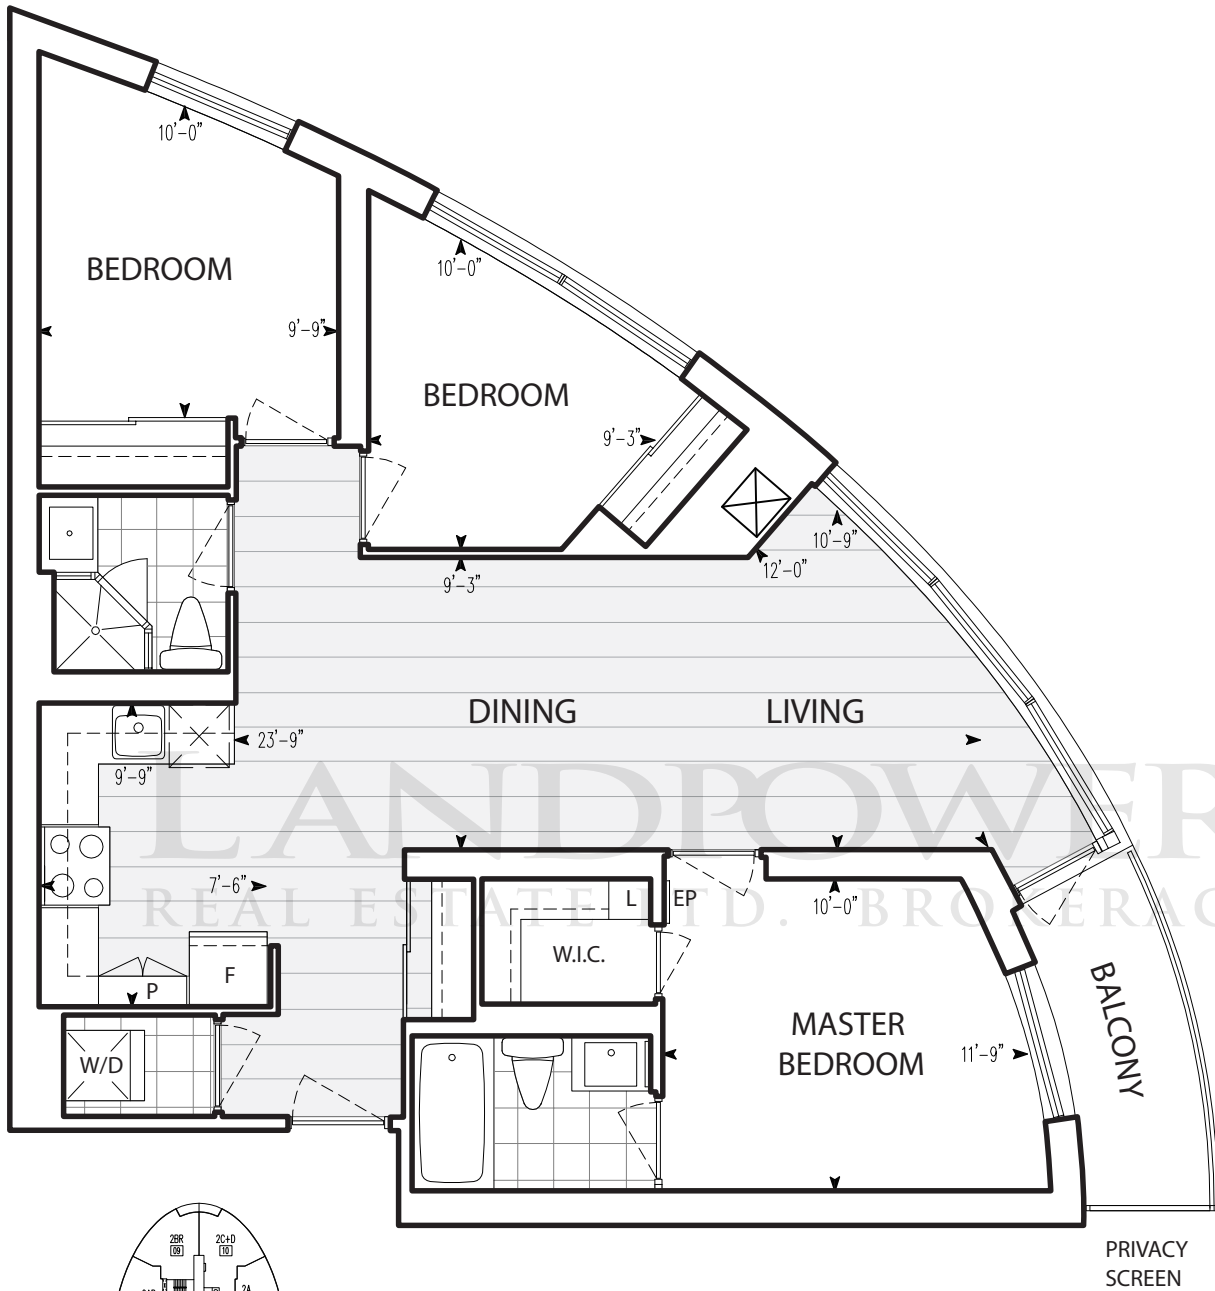 10'-0"
BEDROOM
9'-9"
10'-0"
BEDROOM
9'-3"
10'-9"
12'-0"
9'-3"
DINING
LIVING
23'-9"
9'-9"
LANDPOWER
REAL ESTATE LTD. BROKERAG
7'-6"
L
EP
10'-0"
W.I.C.
F
P
BALCONY
MASTER
BEDROOM
11'-9"
W/D
2BR
09
2C+D
10
2A
PRIVACY
SCREEN